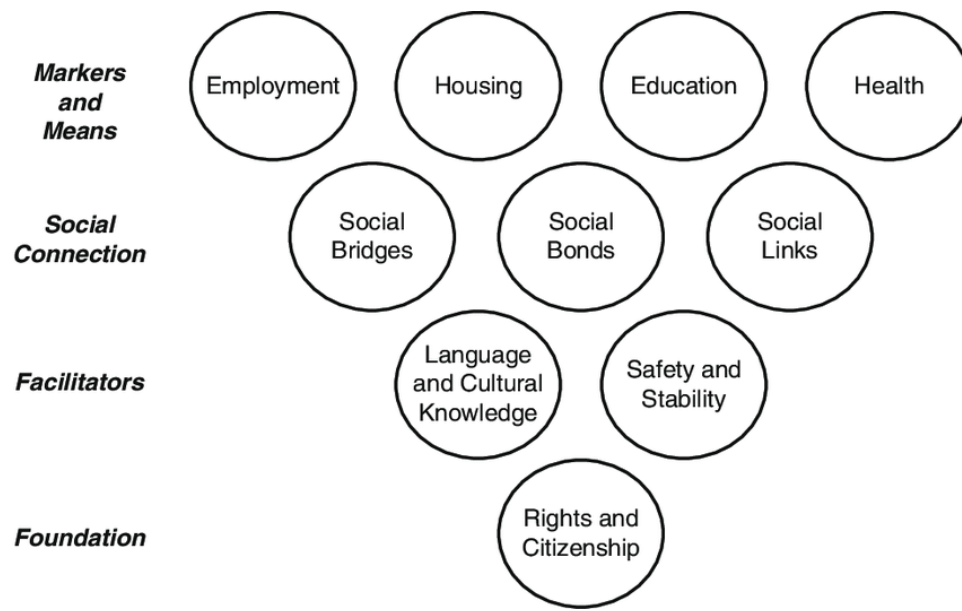 Markers
and
Means
Employment
Housing
Education
Health
Social
Connection
Social
Bridges
Social
Bonds
Social
Links
Facilitators
Language
and Cultural
Knowledge
Safety and
Stability
Foundation
Rights and
Citizenship